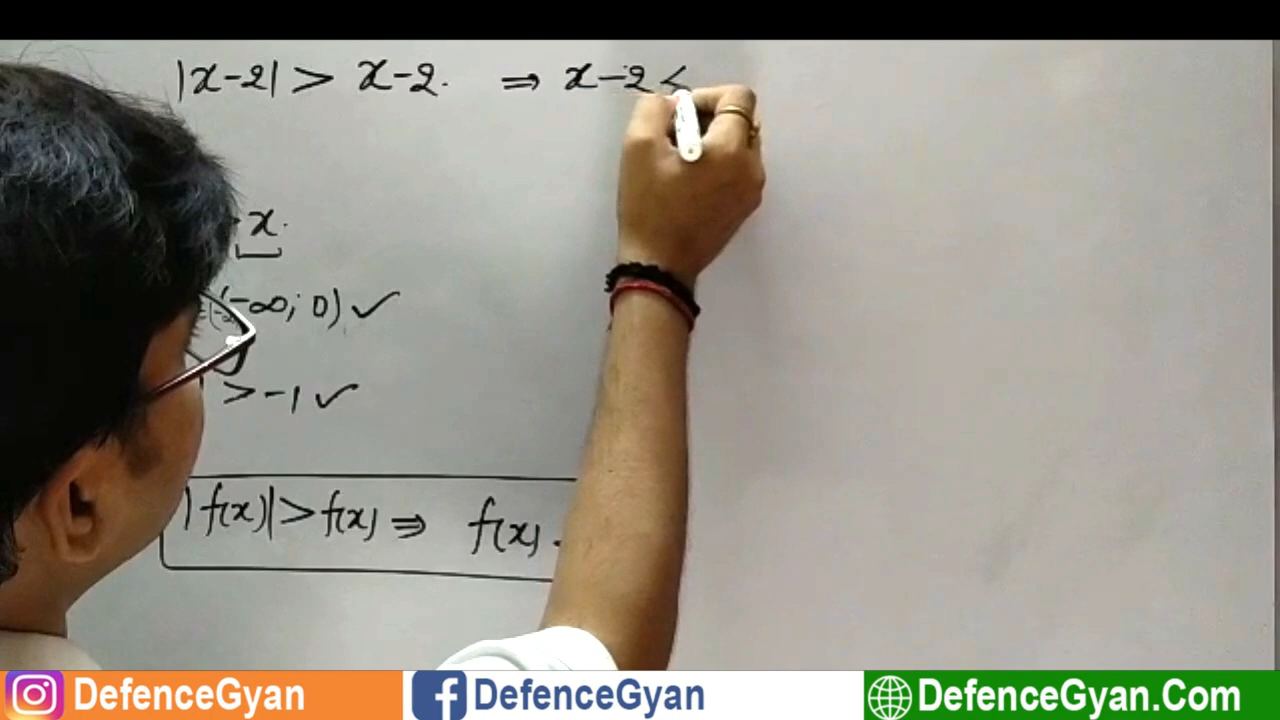 |x-2| > x-2. ⇒ x-2 <
x.
(-∞, 0) ✓
> -1 ✓
|f(x)| > f(x) ⇒ f(x)
DefenceGyan DefenceGyan DefenceGyan.Com